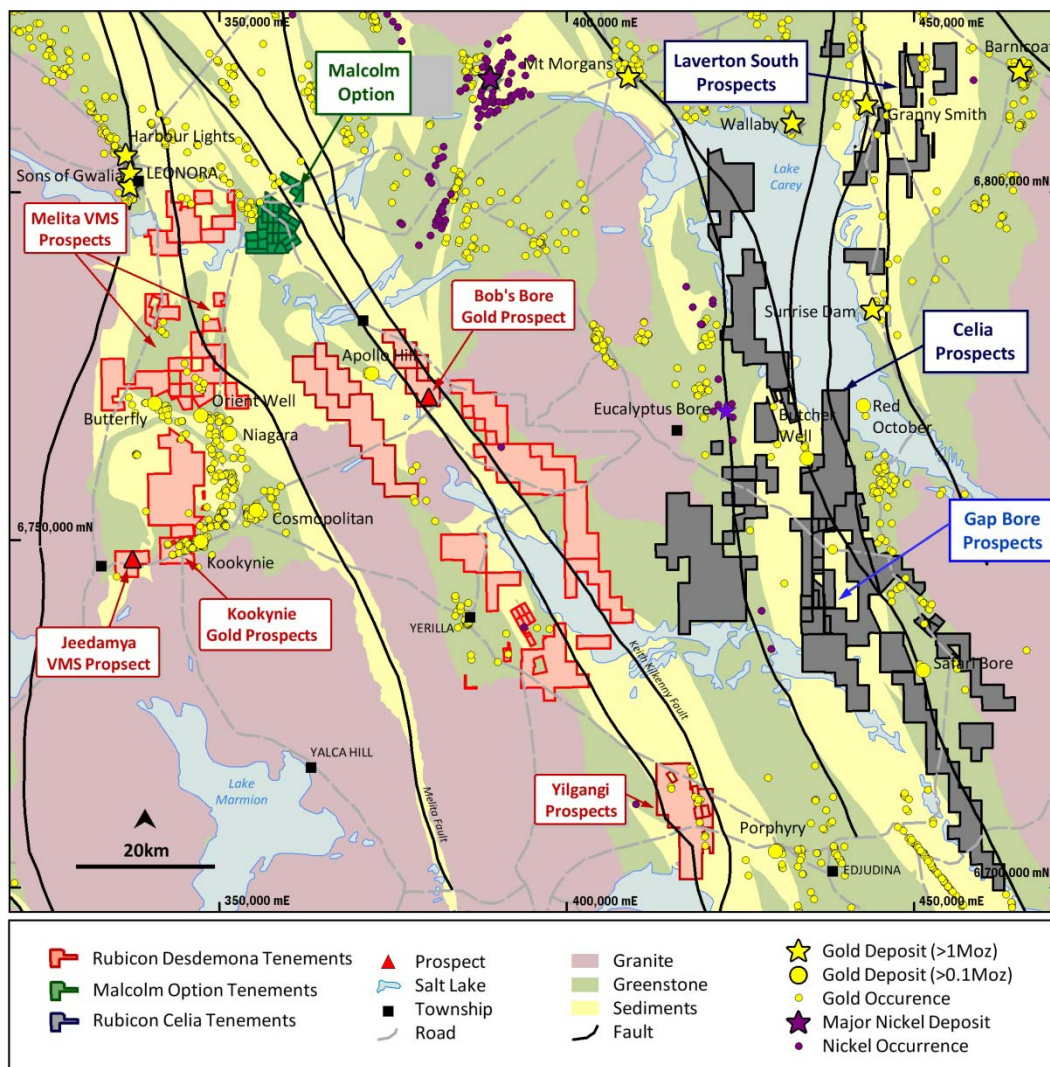 350,000 mE
400,000 mE
450,000 mE
Malcolm
Option
Mt Morgans
Laverton South
Prospects
Barnicoat
Harbour Lights
Wallaby
Granny Smith
Sons of Gwalia
LEONORA
Lake
Carey
6,800,000 mN
Melita VMS
Prospects
Bob's Bore
Gold Prospect
Sunrise Dam
Celia
Prospects
Apollo Hill
Butterfly
Orient Well
Eucalyptus Bore
Butcher
Well
Red
October
Niagara
6,750,000 mN
Cosmopolitan
Gap Bore
Prospects
Kookynie
Jeedamya
VMS Propsect
Kookynie
Gold Prospects
YERILLA
Keith Kilkenny Fault
Safari Bore
YALCA HILL
Lake
Marmion
Melita Fault
Yilgangi
Prospects
20km
Porphyry
EDJUDINA
6,700,000 mN
350,000 mE
400,000 mE
450,000 mE
Rubicon Desdemona Tenements
Malcolm Option Tenements
Rubicon Celia Tenements
Prospect
Salt Lake
Township
Road
Granite
Greenstone
Sediments
Fault
Gold Deposit (>1Moz)
Gold Deposit (>0.1Moz)
Gold Occurence
Major Nickel Deposit
Nickel Occurrence